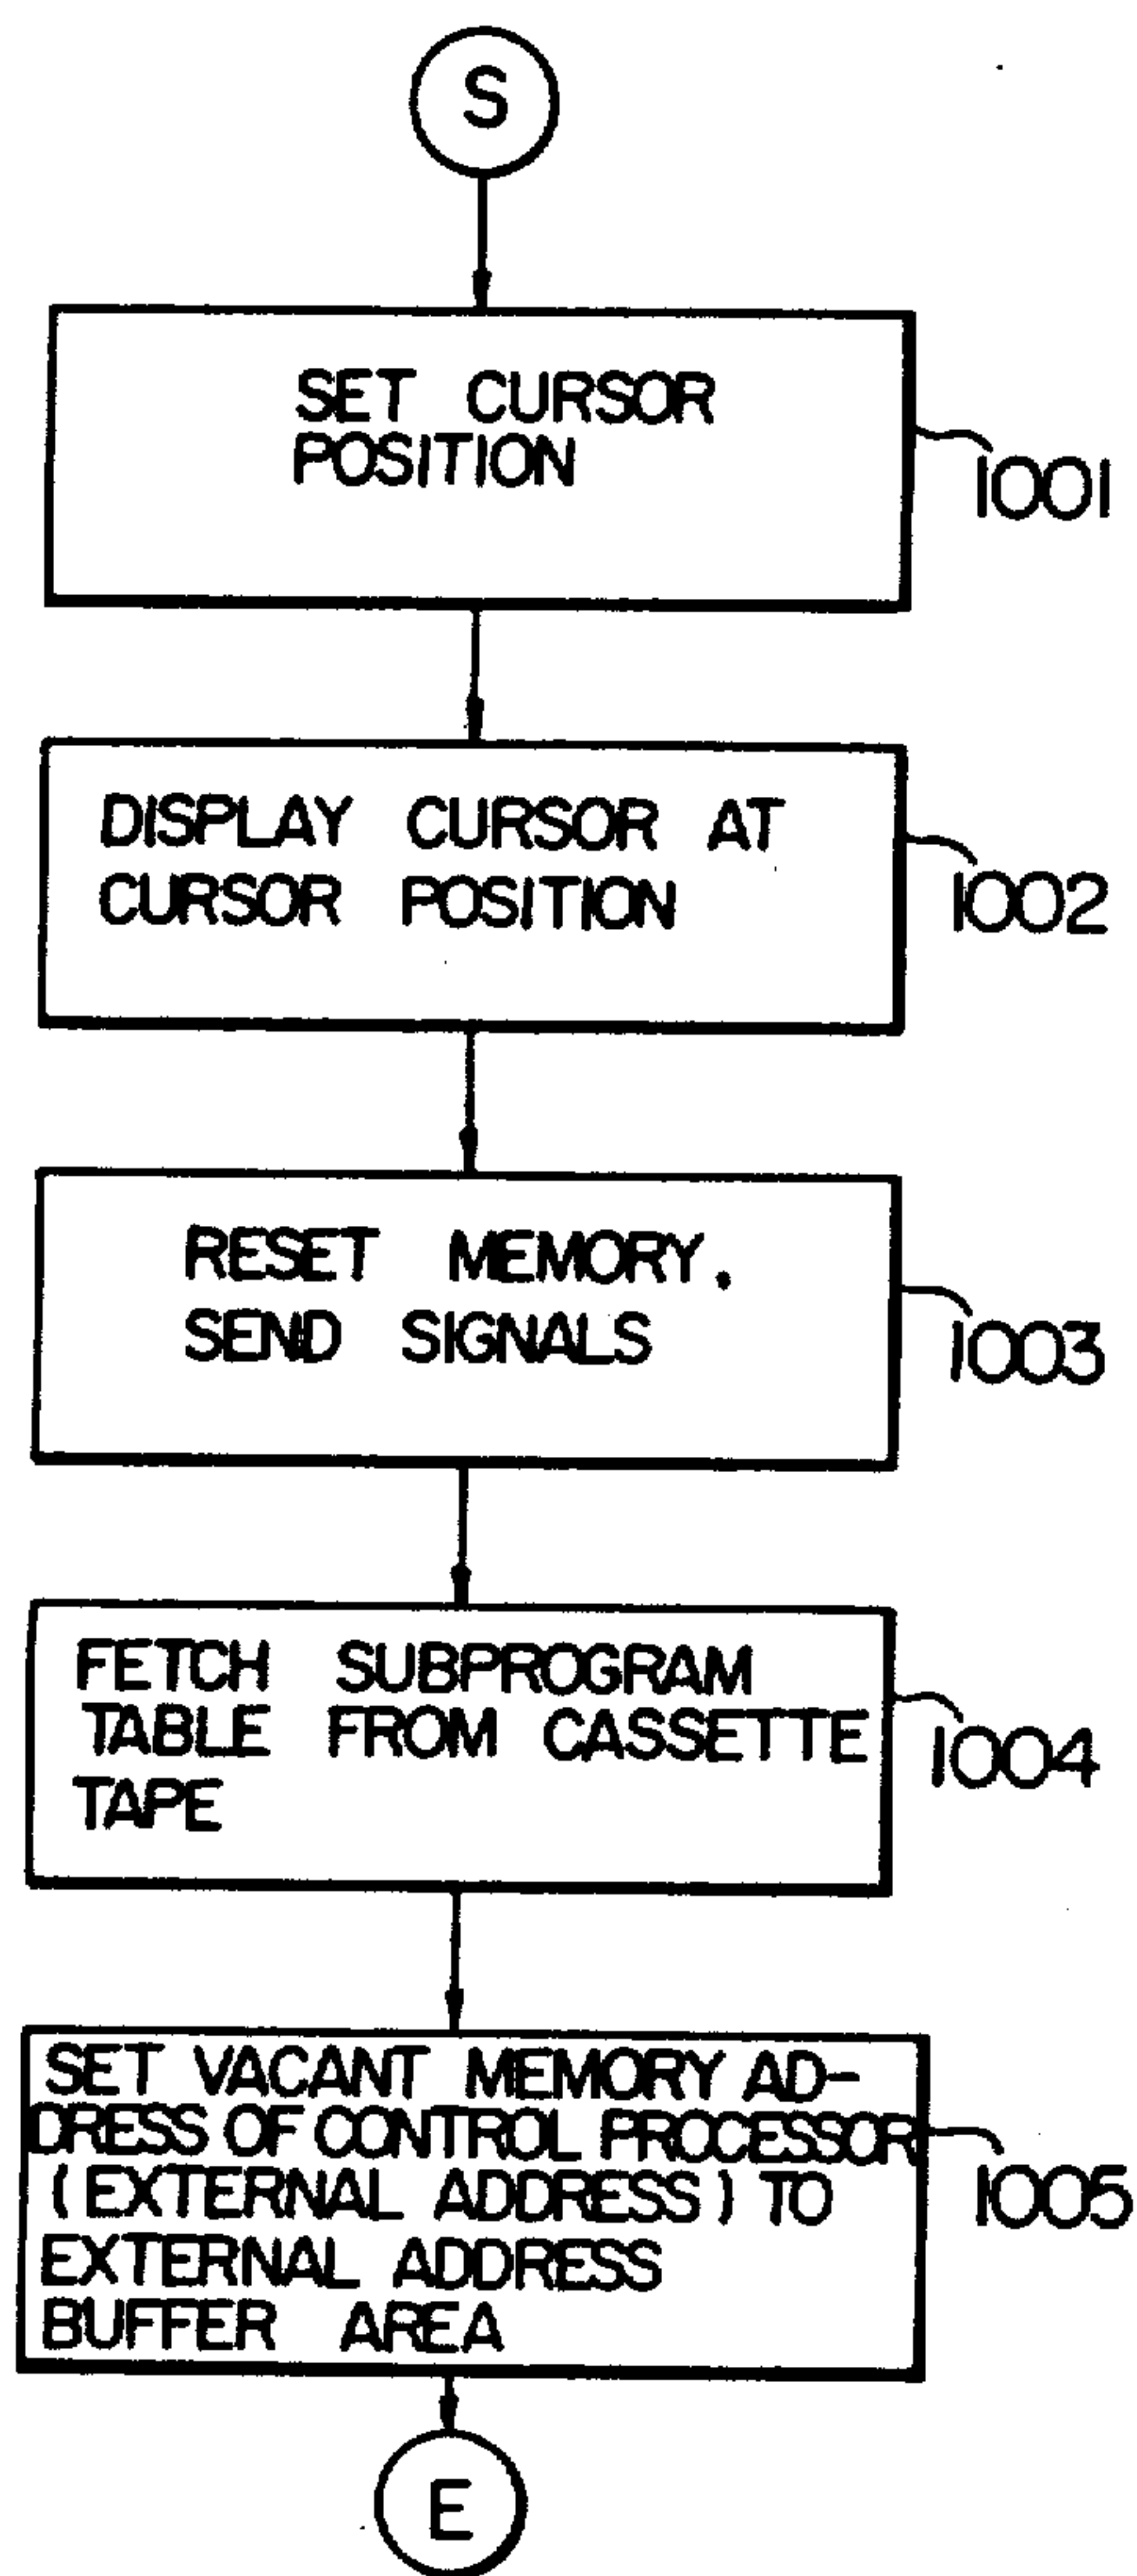 S
SET CURSOR
POSITION
1001
DISPLAY CURSOR AT
CURSOR POSITION
1002
RESET MEMORY.
SEND SIGNALS
1003
FETCH SUBPROGRAM
TABLE FROM CASSETTE
TAPE
1004
SET VACANT MEMORY AD-
DRESS OF CONTROL PROCESSOR
(EXTERNAL ADDRESS) TO
EXTERNAL ADDRESS
BUFFER AREA
1005
E